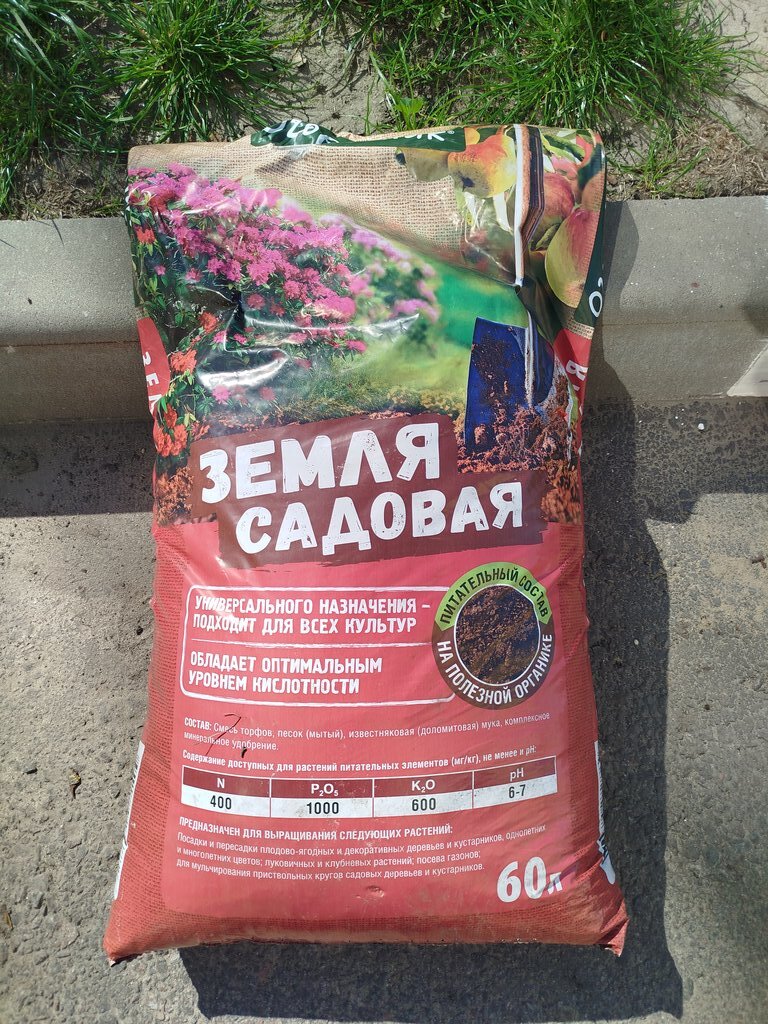 ЗЕМЛЯ
САДОВАЯ
УНИВЕРСАЛЬНОГО НАЗНАЧЕНИЯ –
ПОДХОДИТ ДЛЯ ВСЕХ КУЛЬТУР
ОБЛАДАЕТ ОПТИМАЛЬНЫМ
УРОВНЕМ КИСЛОТНОСТИ
ПИТАТЕЛЬНЫЙ СОСТАВ
НА ПОЛЕЗНОЙ ОРГАНИКЕ
СОСТАВ: Смесь торфов, песок (мытый), известняковая (доломитовая) мука, комплексное
минеральное удобрение.
Содержание доступных для растений питательных элементов (мг/кг), не менее и pH:
N P₂O₅ K₂O pH
400 1000 600 6-7
ПРЕДНАЗНАЧЕН ДЛЯ ВЫРАЩИВАНИЯ СЛЕДУЮЩИХ РАСТЕНИЙ:
Посадки и пересадки плодово-ягодных и декоративных деревьев и кустарников, однолетних
и многолетних цветов; луковичных и клубневых растений; посева газонов;
для мульчирования приствольных кругов садовых деревьев и кустарников.
60л